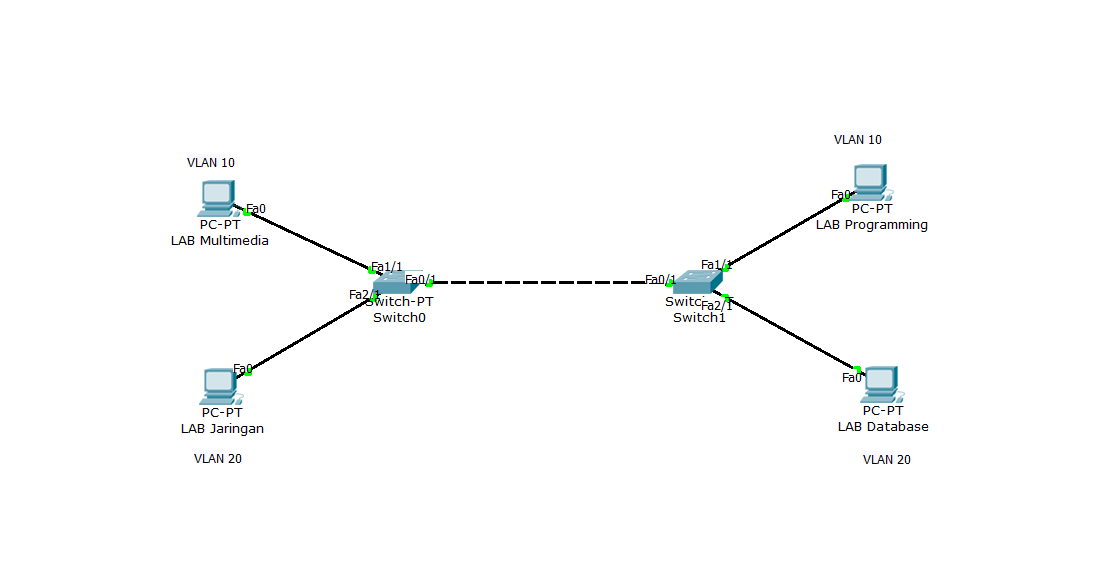 VLAN 10
Fa0
PC-PT
LAB Multimedia
VLAN 10
Fa0
PC-PT
LAB Programming
Fa1/1
Fa0/1
Fa2/1
Switch-PT
Switch0
Fa1/1
Fa0/1
Fa2/1
Switch1
Fa0
PC-PT
LAB Jaringan
VLAN 20
Fa0
PC-PT
LAB Database
VLAN 20